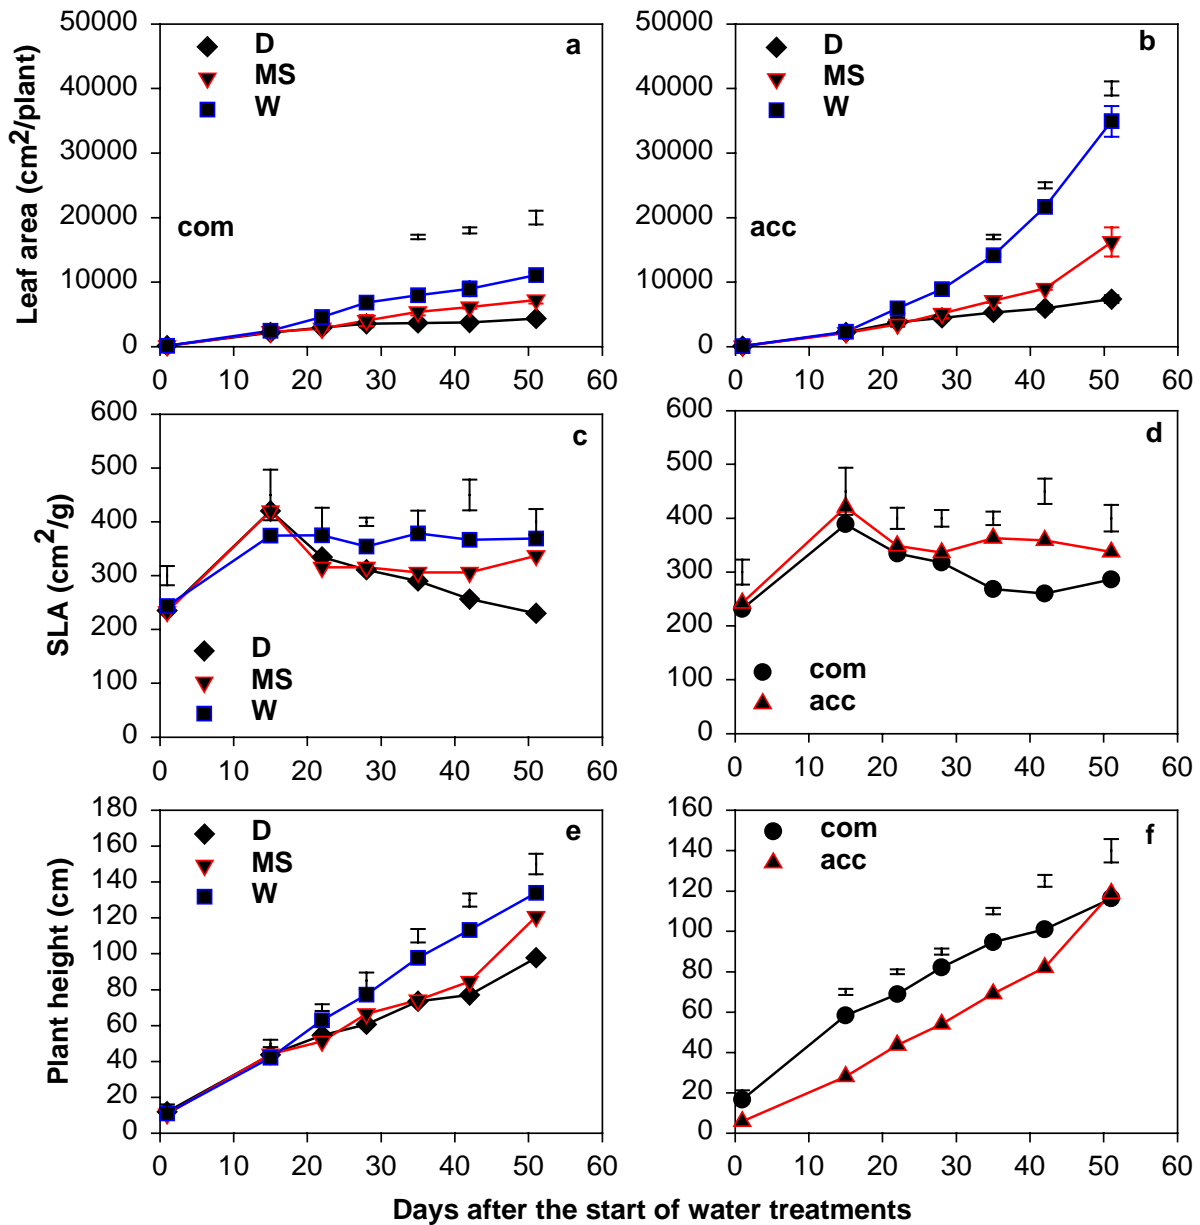 50000
40000
30000
20000
10000
0
Leaf area (cm2/plant)
D
MS
W
a
com
0 10 20 30 40 50 60
50000
40000
30000
20000
10000
0
D
MS
W
b
acc
0 10 20 30 40 50 60
600
500
400
300
200
100
0
SLA (cm2/g)
c
D
MS
W
0 10 20 30 40 50 60
600
500
400
300
200
100
0
d
com
acc
0 10 20 30 40 50 60
180
160
140
120
100
80
60
40
20
0
Plant height (cm)
D
MS
W
e
0 10 20 30 40 50 60
160
140
120
100
80
60
40
20
0
com
acc
f
0 10 20 30 40 50 60
Days after the start of water treatments